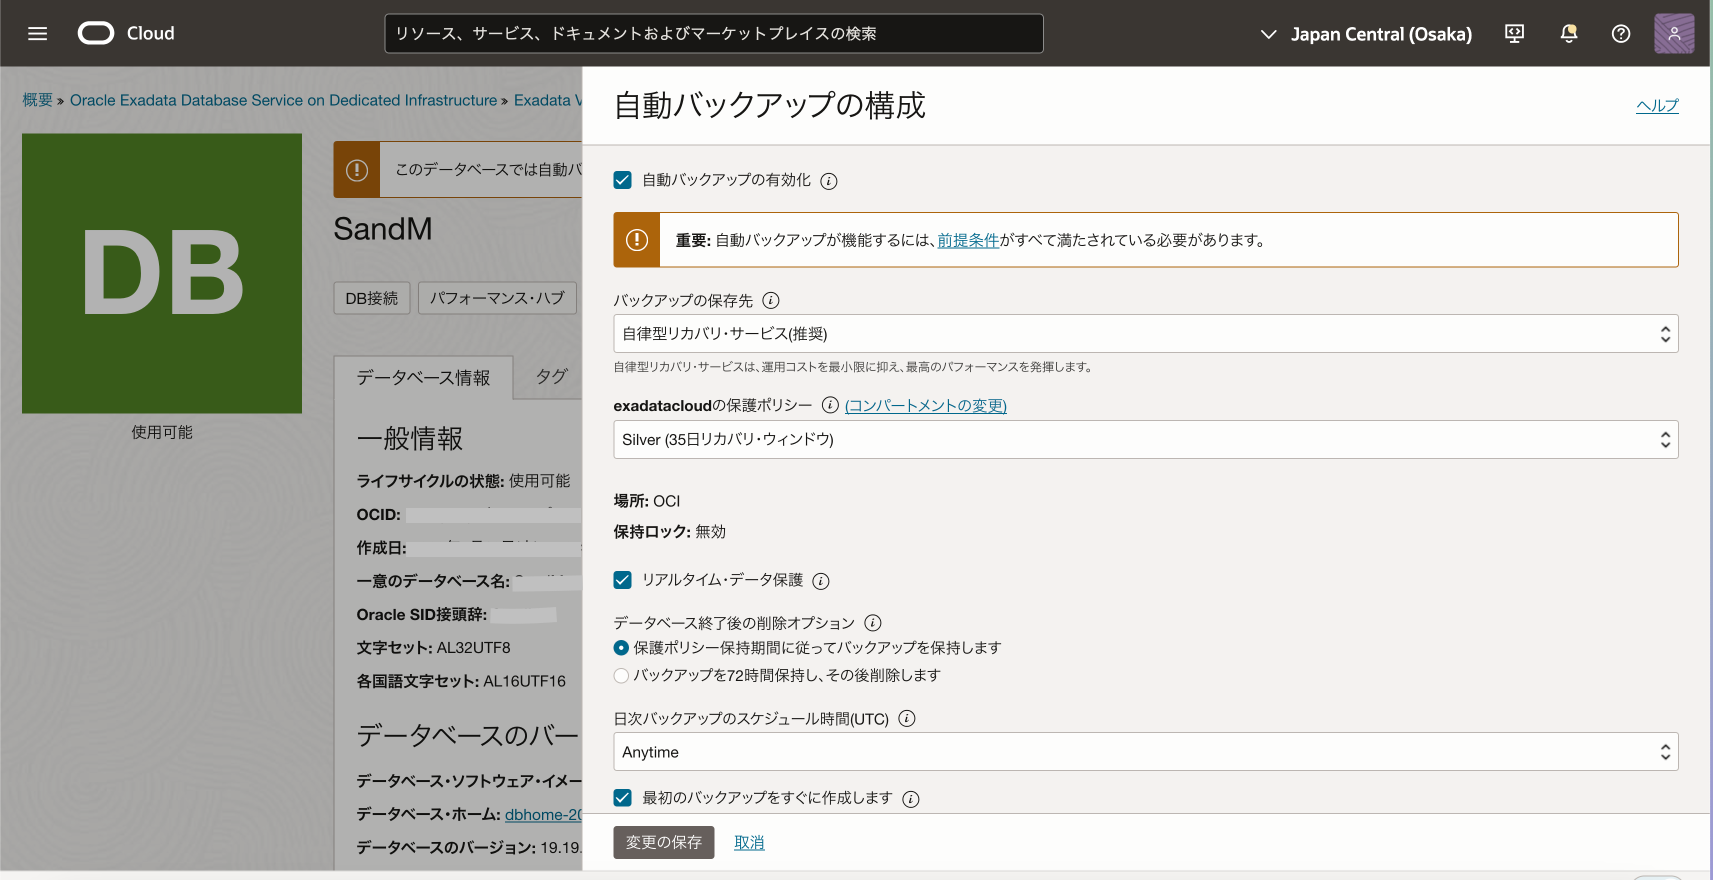 Cloud
リソース、サービス、ドキュメントおよびマーケットプレイスの検索
Japan Central (Osaka)
概要 » Oracle Exadata Database Service on Dedicated Infrastructure » Exadata V
DB
使用可能
このデータベースでは自動バ
SandM
DB接続
パフォーマンス・ハブ
データベース情報
タグ
一般情報
ライフサイクルの状態: 使用可能
OCID:
作成日:
一意のデータベース名:
Oracle SID接頭辞:
文字セット: AL32UTF8
各国語文字セット: AL16UTF16
データベースのバー
データベース・ソフトウェア・イメー
データベース・ホーム: dbhome-20
データベースのバージョン: 19.19.
自動バックアップの構成
ヘルプ
自動バックアップの有効化
重要: 自動バックアップが機能するには、前提条件がすべて満たされている必要があります。
バックアップの保存先
自律型リカバリ・サービス(推奨)
自律型リカバリ・サービスは、運用コストを最小限に抑え、最高のパフォーマンスを発揮します。
exadatacloudの保護ポリシー (コンパートメントの変更)
Silver (35日リカバリ・ウィンドウ)
場所: OCI
保持ロック: 無効
リアルタイム・データ保護
データベース終了後の削除オプション
保護ポリシー保持期間に従ってバックアップを保持します
バックアップを72時間保持し、その後削除します
日次バックアップのスケジュール時間(UTC)
Anytime
最初のバックアップをすぐに作成します
変更の保存
取消